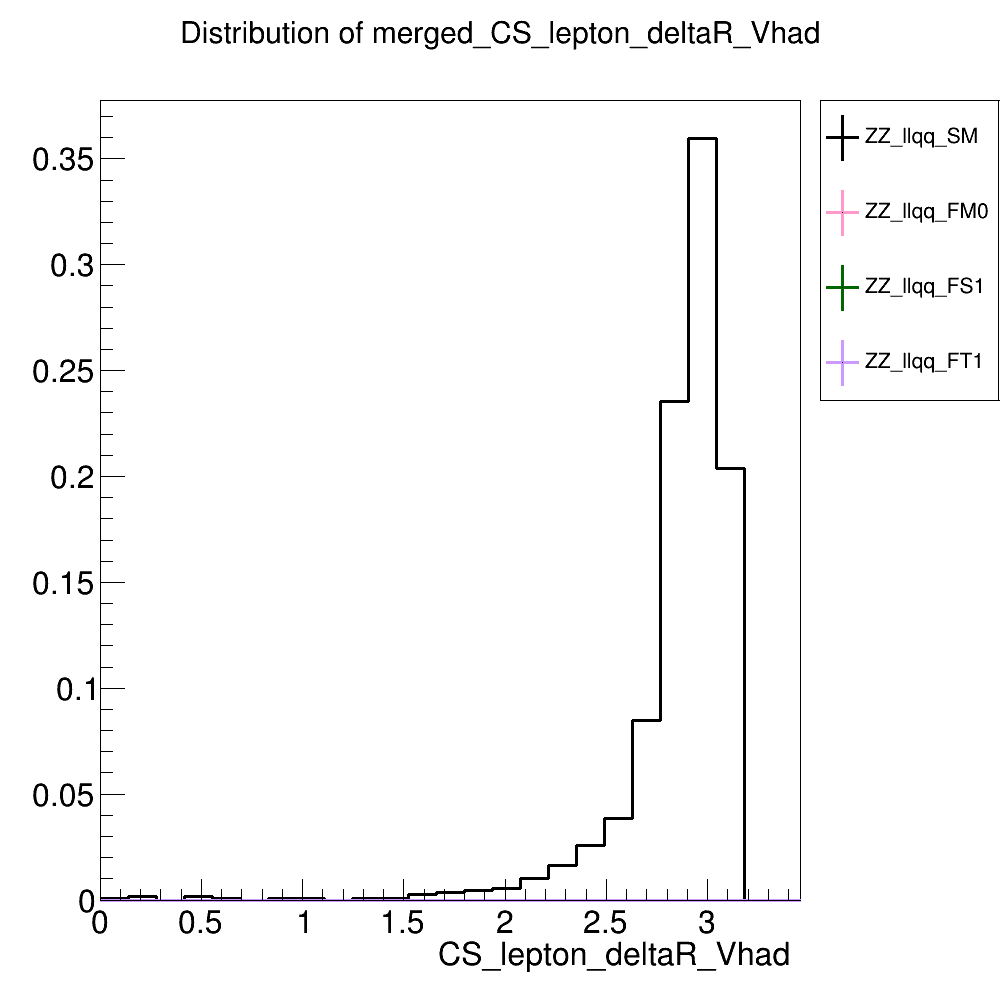 Distribution of merged_CS_lepton_deltaR_Vhad
ZZ_llqq_SM
ZZ_llqq_FM0
ZZ_llqq_FS1
ZZ_llqq_FT1
0.35
0.3
0.25
0.2
0.15
0.1
0.05
0
0 0.5 1 1.5 2 2.5 3
CS_lepton_deltaR_Vhad